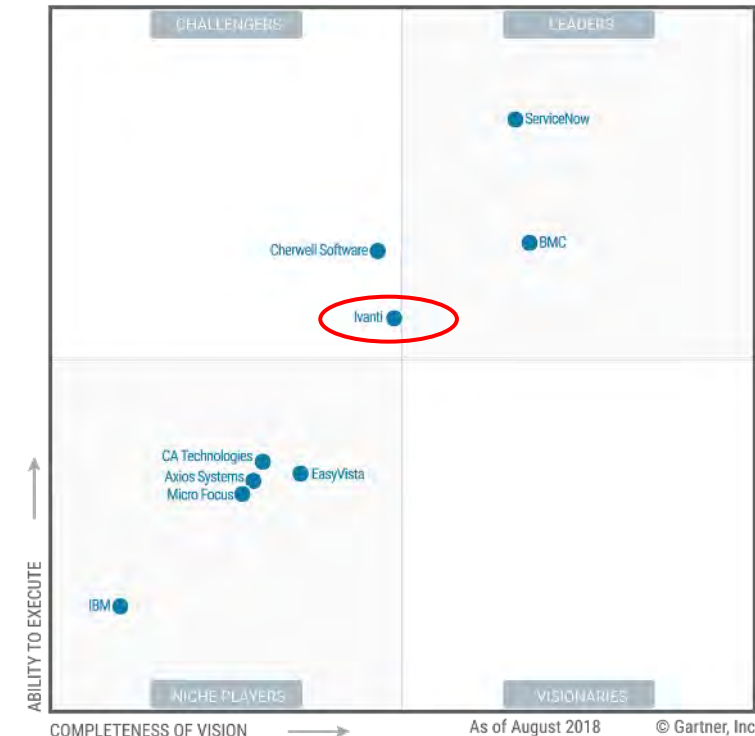 CHALLENGERS
LEADERS
ServiceNow
BMC
Cherwell Software
Ivanti
CA Technologies
Axios Systems
EasyVista
Micro Focus
IBM
ABILITY TO EXECUTE
NICHE PLAYERS
VISIONARIES
COMPLETENESS OF VISION
As of August 2018
© Gartner, Inc